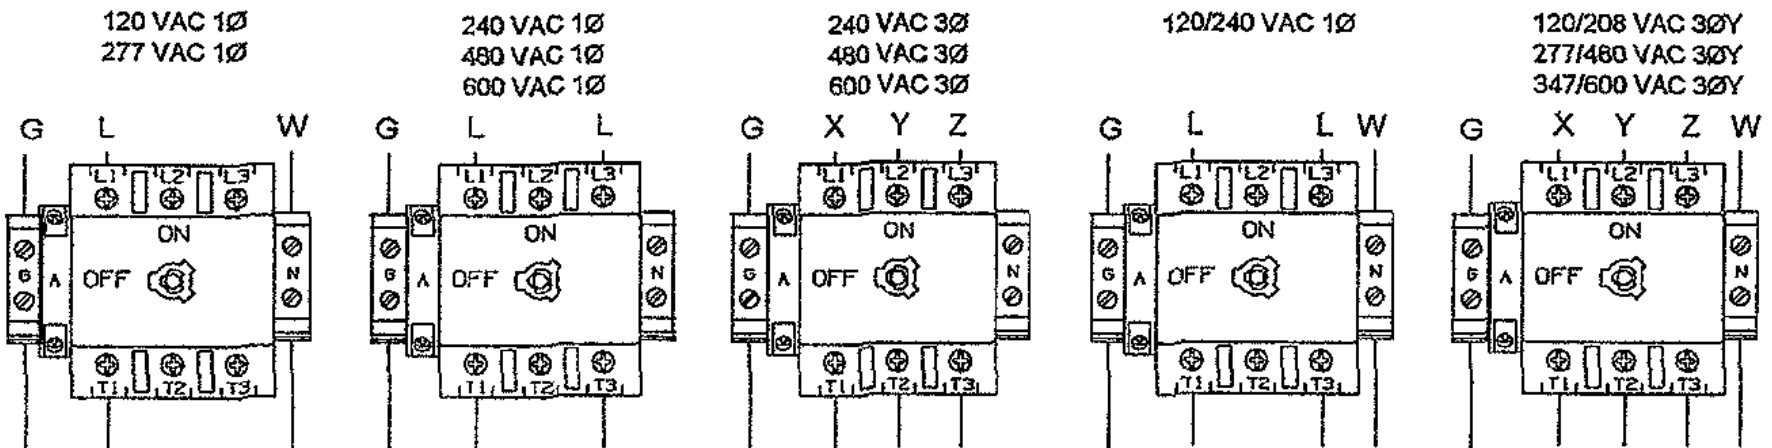 120 VAC 1Ø
277 VAC 1Ø
G L W
L1 L2 L3
ON
G A OFF N
T1 T2 T3
240 VAC 1Ø
480 VAC 1Ø
600 VAC 1Ø
G L L
L1 L2 L3
ON
G A OFF N
T1 T2 T3
240 VAC 3Ø
480 VAC 3Ø
600 VAC 3Ø
G X Y Z
L1 L2 L3
ON
G A OFF N
T1 T2 T3
120/240 VAC 1Ø
G L L W
L1 L2 L3
ON
G A OFF N
T1 T2 T3
120/208 VAC 3ØY
277/480 VAC 3ØY
347/600 VAC 3ØY
G X Y Z W
L1 L2 L3
ON
G A OFF N
T1 T2 T3